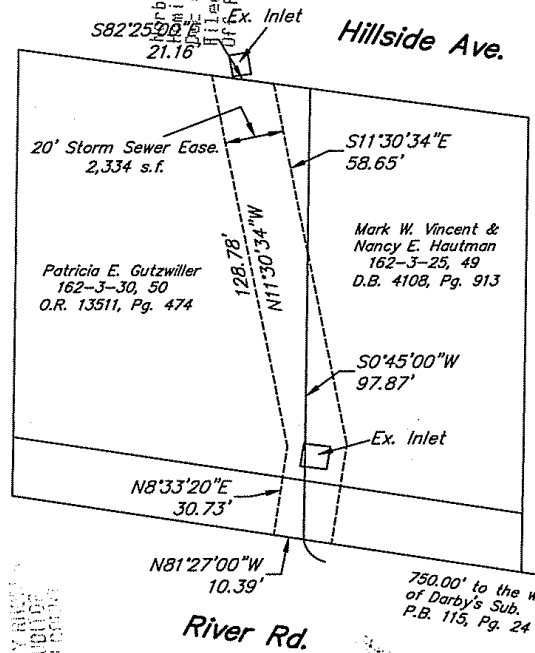 S82°25'00"E
21.16'
Ex. Inlet
Hillside Ave.
20' Storm Sewer Ease.
2,334 s.f.
S11°30'34"E
58.65'
128.78'
N11°30'34"W
Mark W. Vincent &
Nancy E. Hautman
162-3-25, 49
D.B. 4108, Pg. 913
Patricia E. Gutzwiller
162-3-30, 50
O.R. 13511, Pg. 474
S0°45'00"W
97.87'
Ex. Inlet
N8°33'20"E
30.73'
N81°27'00"W
10.39'
750.00' to the
of Darby's Sub.
P.B. 115, Pg. 24
River Rd.